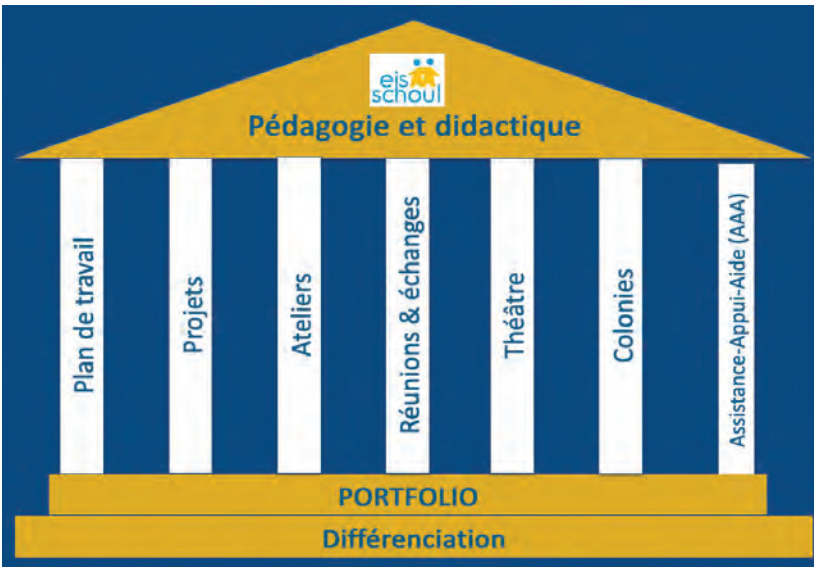 eis
schoul
Pédagogie et didactique
Plan de travail
Projets
Ateliers
Réunions & échanges
Théâtre
Colonies
Assistance-Appui-Aide (AAA)
PORTFOLIO
Différenciation